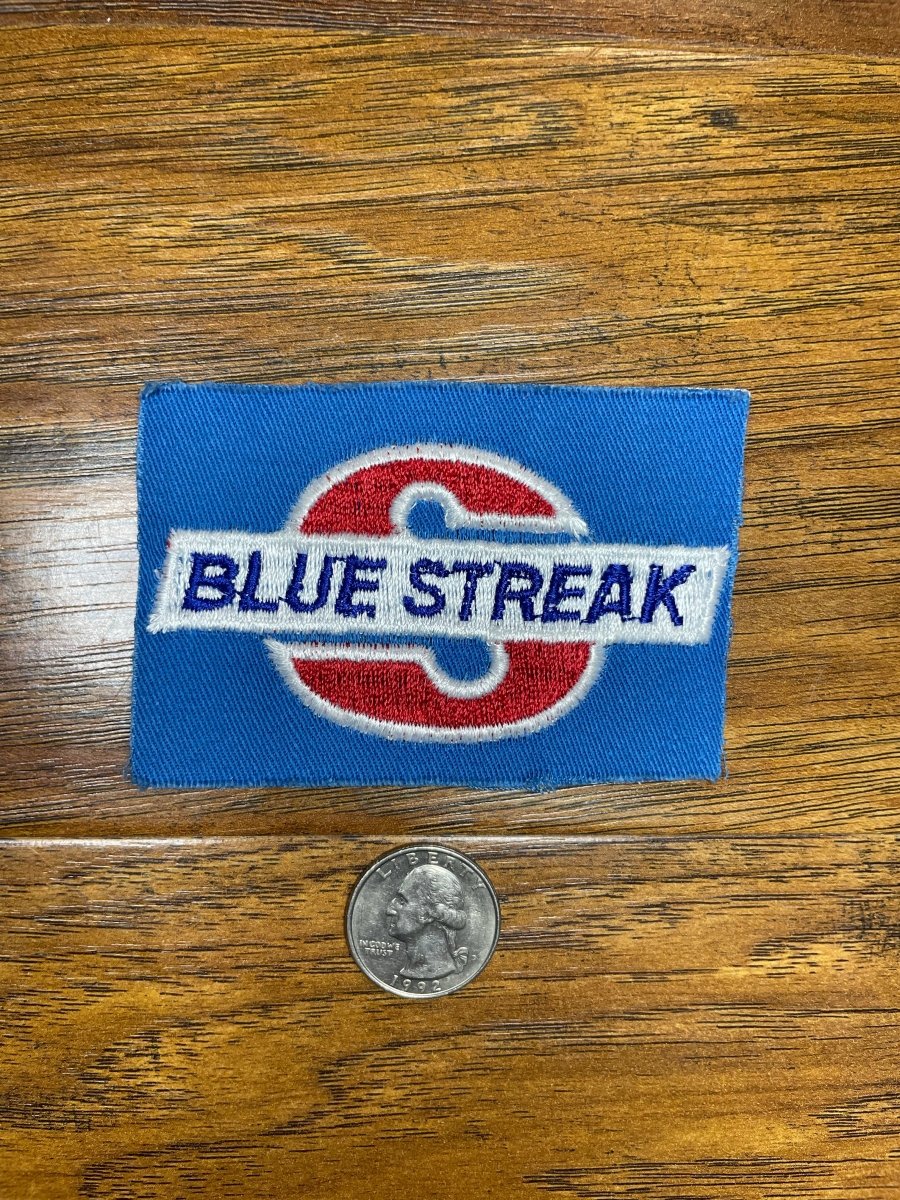 S
BLUE STREAK
LIBERTY
IN GOD WE
TRUST
1992